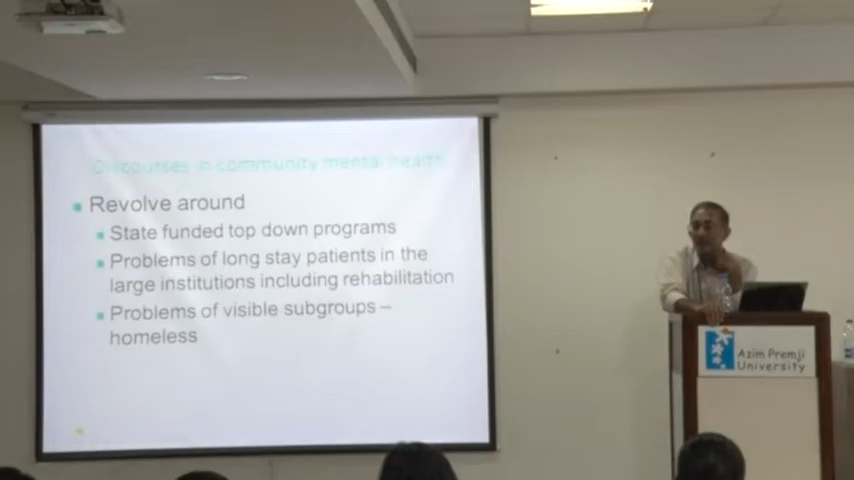 Discourses in community mental health
Revolve around
State funded top down programs
Problems of long stay patients in the
large institutions including rehabilitation
Problems of visible subgroups –
homeless
Azim Premji
University